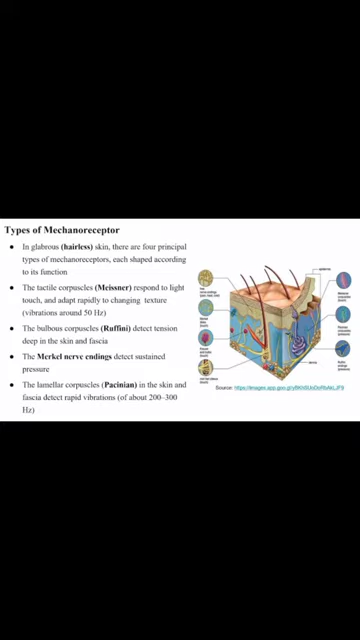 Types of Mechanoreceptor
● In glabrous (hairless) skin, there are four principal
types of mechanoreceptors, each shaped according
to its function
● The tactile corpuscles (Meissner) respond to light
touch, and adapt rapidly to changing texture
(vibrations around 50 Hz)
● The bulbous corpuscles (Ruffini) detect tension
deep in the skin and fascia
● The Merkel nerve endings detect sustained
pressure
● The lamellar corpuscles (Pacinian) in the skin and
fascia detect rapid vibrations (of about 200–300
Hz)
epidermis
dermis
Source: